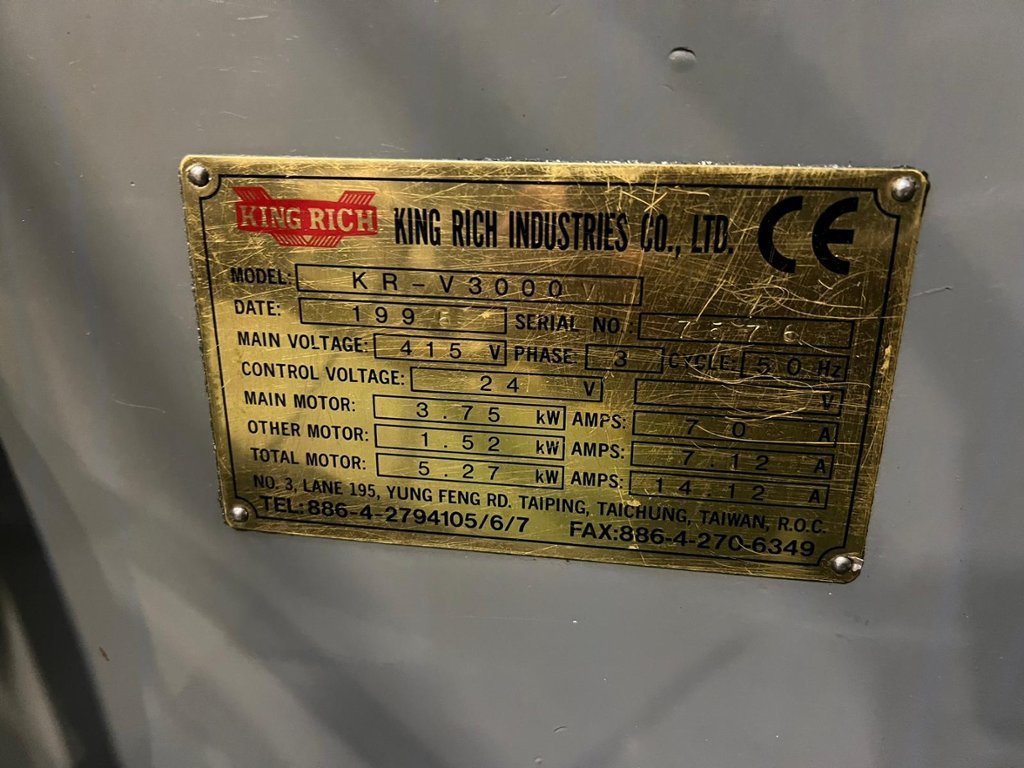 KING RICH KING RICH INDUSTRIES CO., LTD. CE
MODEL: KR-V3000
DATE: SERIAL NO.:
MAIN VOLTAGE: 415 V PHASE 3 CYCLE: 50 Hz
CONTROL VOLTAGE: 24 V V
MAIN MOTOR: 3.75 kW AMPS: 7.0 A
OTHER MOTOR: 1.52 kW AMPS: 7.12 A
TOTAL MOTOR: 5.27 kW AMPS: 14.12 A
NO. 3, LANE 195, YUNG FENG RD. TAIPING, TAICHUNG, TAIWAN, R.O.C.
TEL:886-4-2794105/6/7 FAX:886-4-270-6349